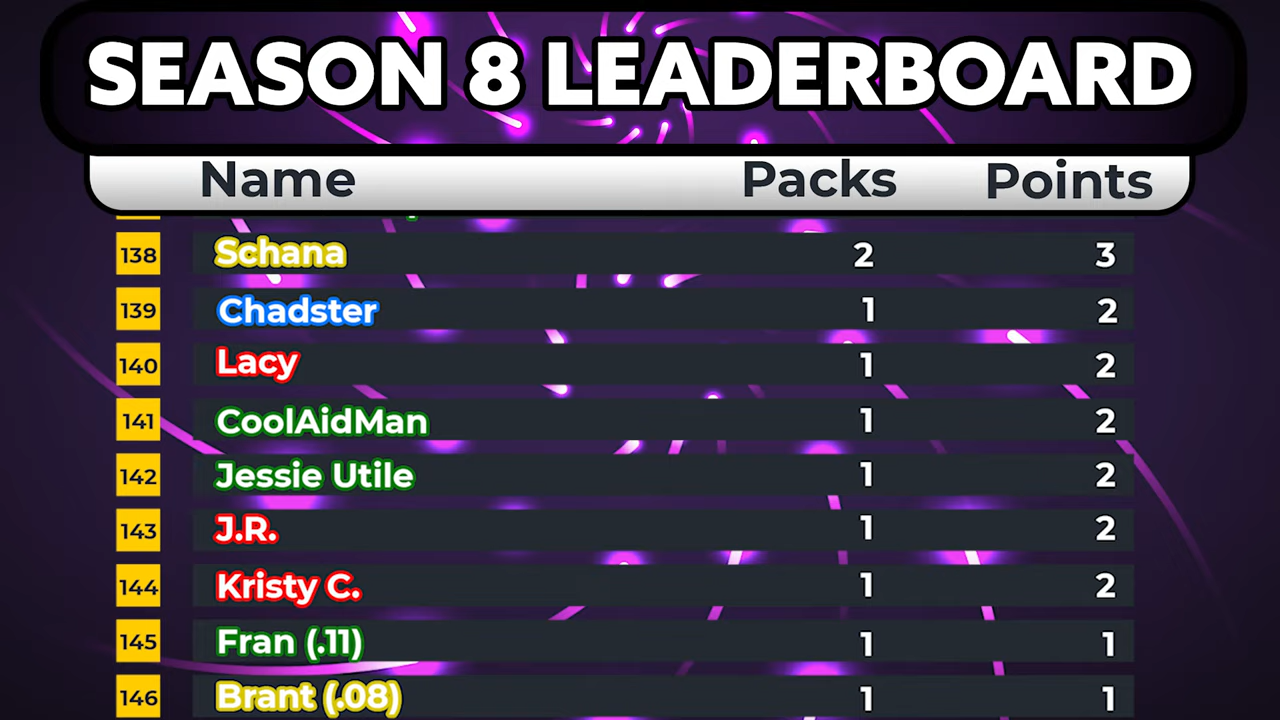 SEASON 8 LEADERBOARD
Name Packs Points
138 Schana 2 3
139 Chadster 1 2
140 Lacy 1 2
141 CoolAidMan 1 2
142 Jessie Utile 1 2
143 J.R. 1 2
144 Kristy C. 1 2
145 Fran (.11) 1 1
146 Brant (.08) 1 1